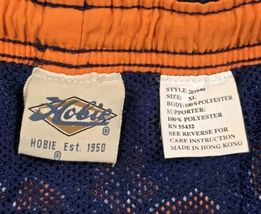 Hobie
®
HOBIE Est. 1950
®
STYLE:
SIZE: XL
BODY: 100% POLYESTER
SUPPORTER:
100% POLYESTER
RN 55432
SEE REVERSE FOR
CARE INSTRUCTION
MADE IN HONG KONG